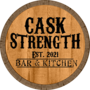 CASK
STRENGTH
EST. 2021
BAR & KITCHEN